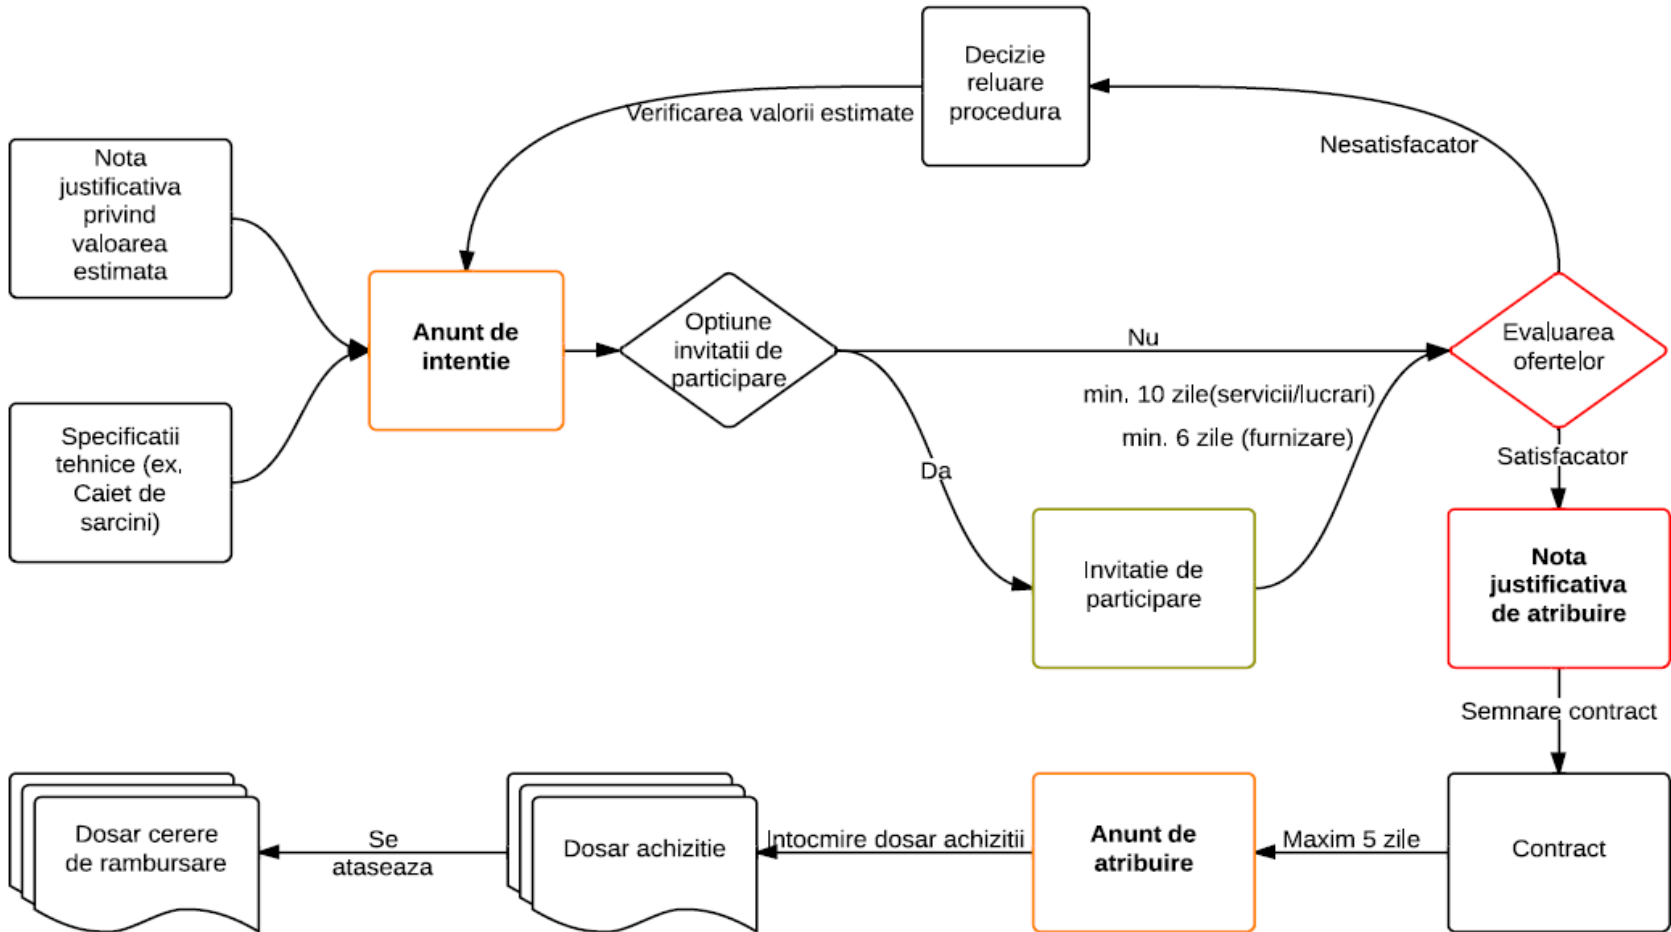 Decizie
reluare
procedura
Verificarea valorii estimate
Nesatisfacator
Nota
justificativa
privind
valoarea
estimata
Anunt de
intentie
Optiune
invitatii de
participare
Nu
Evaluarea
ofertelor
min. 10 zile(servicii/lucrari)
min. 6 zile (furnizare)
Specificatii
tehnice (ex.
Caiet de
sarcini)
Da
Satisfacator
Invitatie de
participare
Nota
justificativa
de atribuire
Semnare contract
Dosar cerere
de rambursare
Se
ataseaza
Dosar achizitie
Intocmire dosar achizitii
Anunt de
atribuire
Maxim 5 zile
Contract